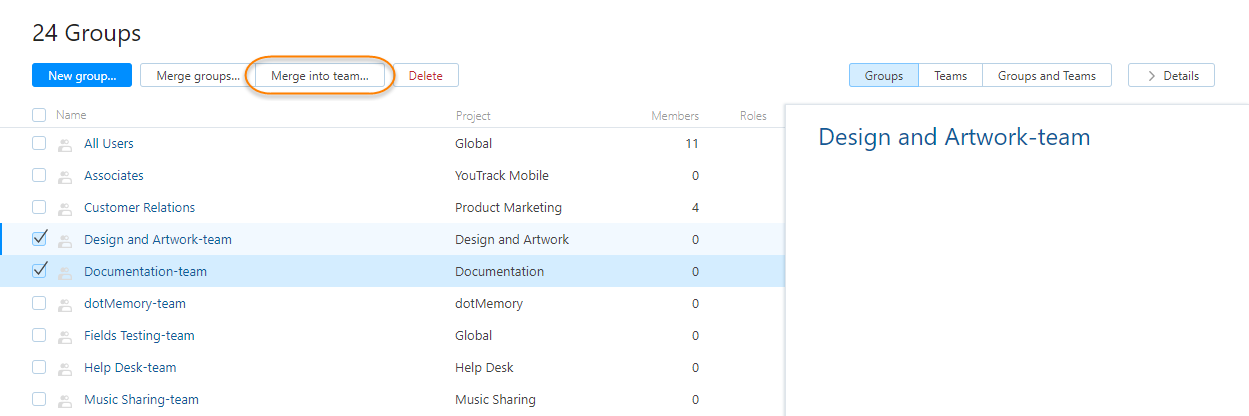 24 Groups
New group... Merge groups... Merge into team... Delete Groups Teams Groups and Teams Details
Name Project Members Roles
Design and Artwork-team
All Users Global 11
Associates YouTrack Mobile 0
Customer Relations Product Marketing 4
Design and Artwork-team Design and Artwork 0
Documentation-team Documentation 0
dotMemory-team dotMemory 0
Fields Testing-team Global 0
Help Desk-team Help Desk 0
Music Sharing-team Music Sharing 0